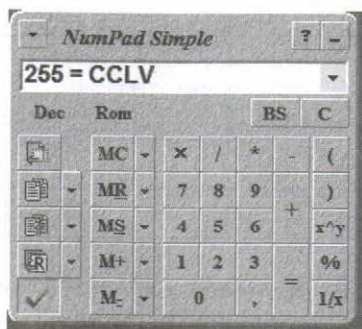 NumPad Simple ? -
255 = CCLV
Dec Rom BS C
MC × / * - (
MR 7 8 9 + )
MS 4 5 6 x^y
R M+ 1 2 3 = %
M- 0 , 1/x